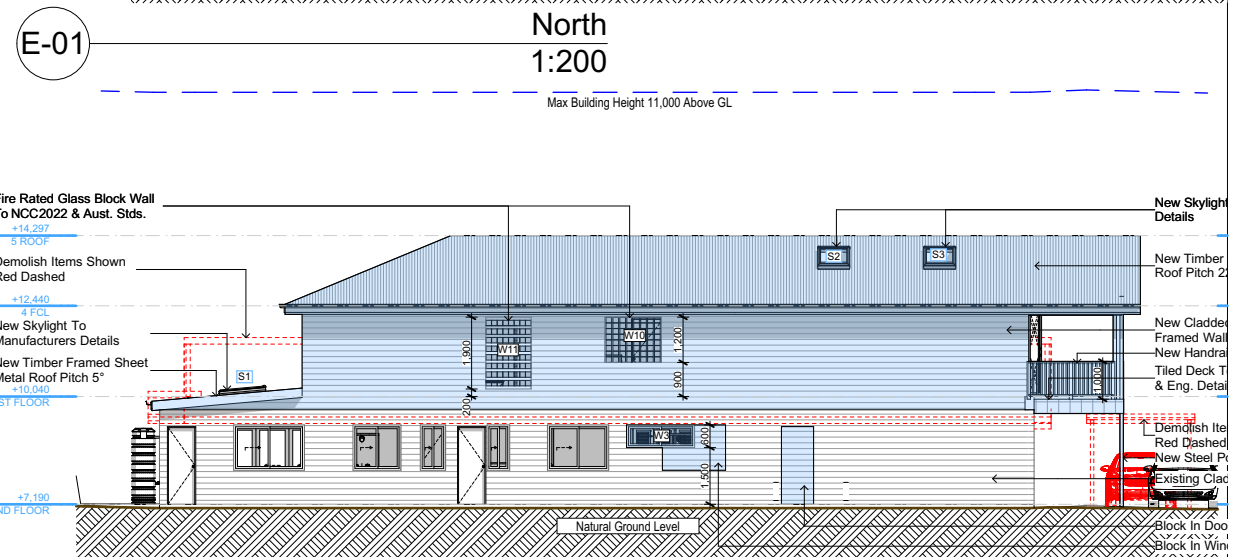 E-01
North
1:200
Max Building Height 11,000 Above GL
Fire Rated Glass Block Wall
To NCC2022 & Aust. Stds.
+14,297
5 ROOF
Demolish Items Shown
Red Dashed
+12,440
4 FCL
New Skylight To
Manufacturers Details
New Timber Framed Sheet
Metal Roof Pitch 5°
+10,040
ST FLOOR
+7,190
ND FLOOR
S1
S2
S3
W11
W10
W3
1,900
200
1,200
900
600
1,500
1,000
Natural Ground Level
New Skylight
Details
New Timber
Roof Pitch 22
New Cladded
Framed Wall
New Handrai
Tiled Deck T
& Eng. Detai
Demolish Ite
Red Dashed
New Steel Po
Existing Clad
Block In Doo
Block In Win